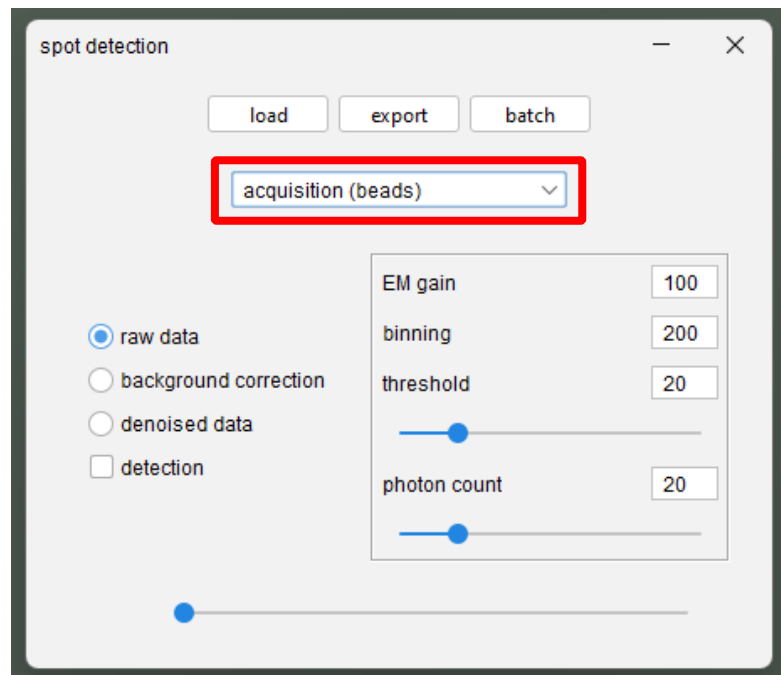 spot detection
load export batch
acquisition (beads)
EM gain 100
raw data binning 200
background correction threshold 20
denoised data
detection photon count 20